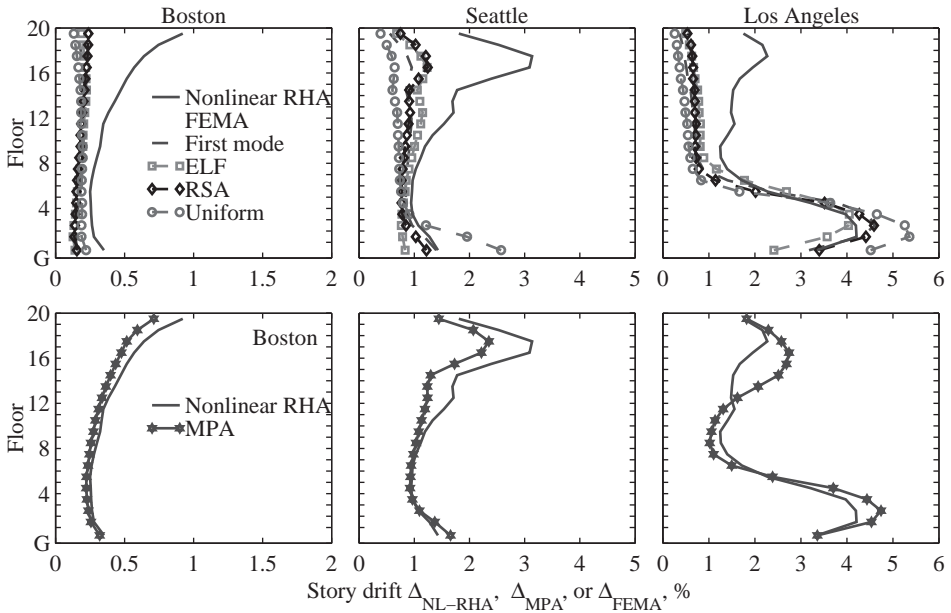 Boston
Seattle
Los Angeles
20
16
12
8
4
G
Floor
Nonlinear RHA
FEMA
First mode
ELF
RSA
Uniform
0 0.5 1 1.5 2
0 1 2 3 4 5
0 1 2 3 4 5 6
20
16
12
8
4
G
Floor
Boston
Nonlinear RHA
MPA
0 0.5 1 1.5 2
0 1 2 3 4 5
0 1 2 3 4 5 6
Story drift Δ_NL−RHA, Δ_MPA, or Δ_FEMA, %